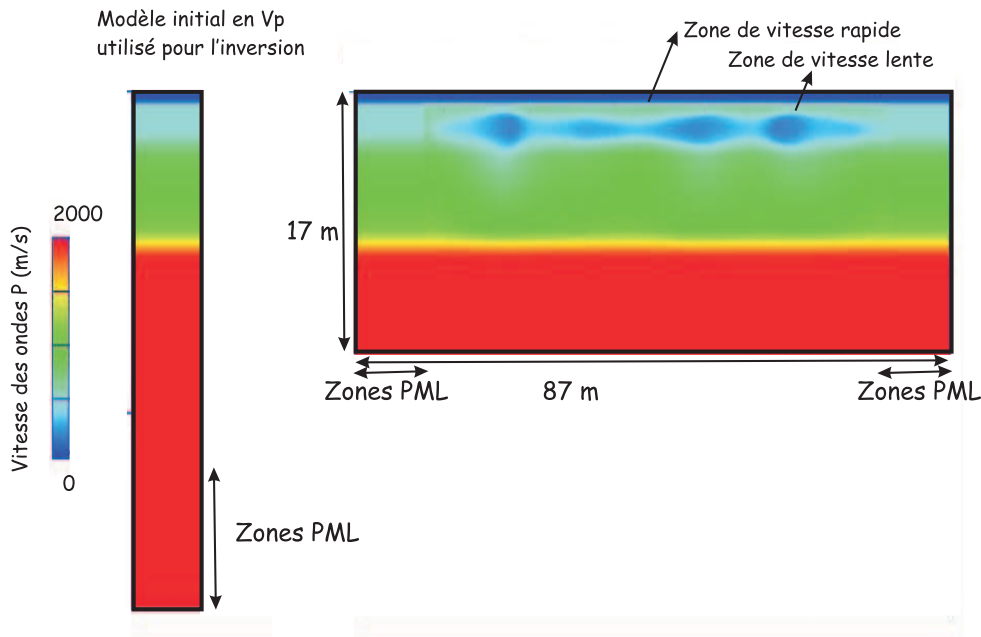 Modèle initial en Vp
utilisé pour l'inversion
Zone de vitesse rapide
Zone de vitesse lente
2000
Vitesse des ondes P (m/s)
0
17 m
Zones PML
87 m
Zones PML
Zones PML